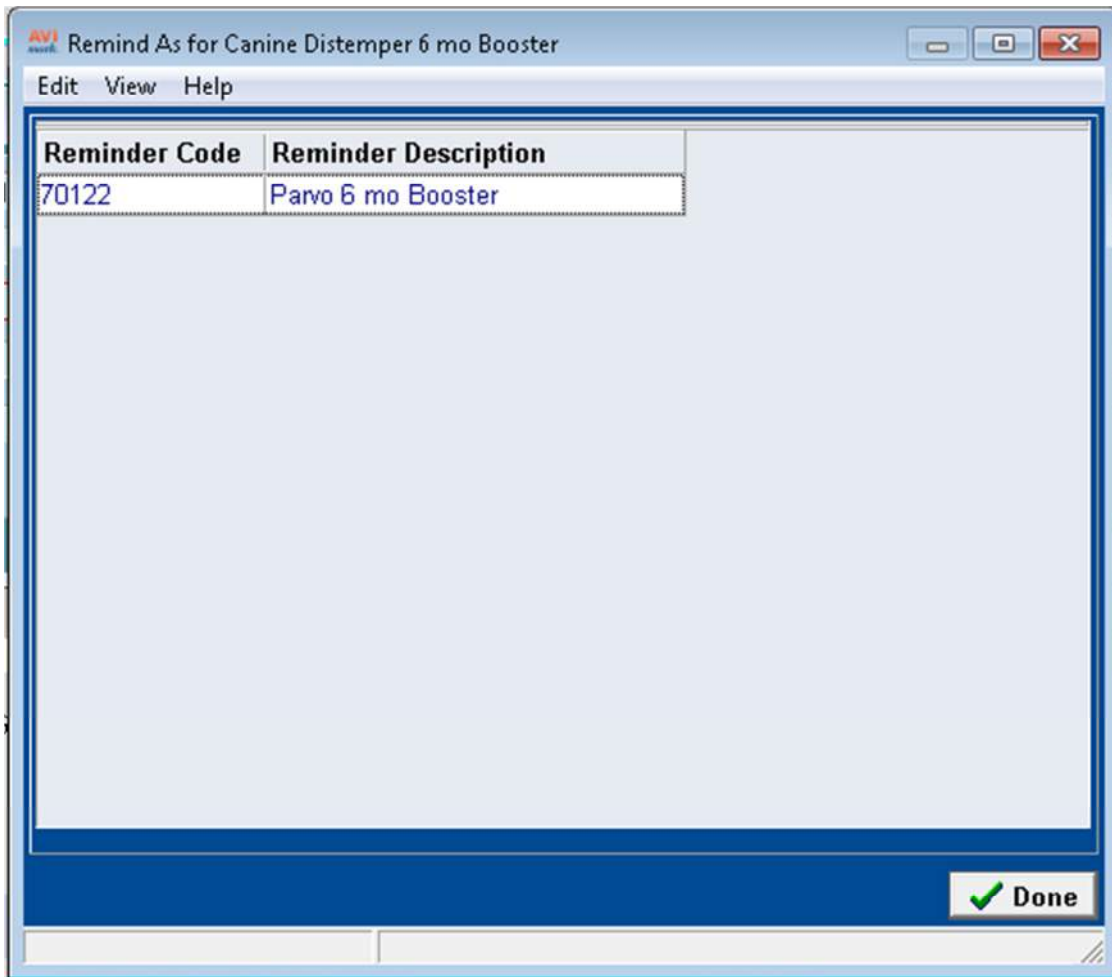 AVI mark Remind As for Canine Distemper 6 mo Booster
Edit View Help
Reminder Code Reminder Description
70122 Parvo 6 mo Booster
Done